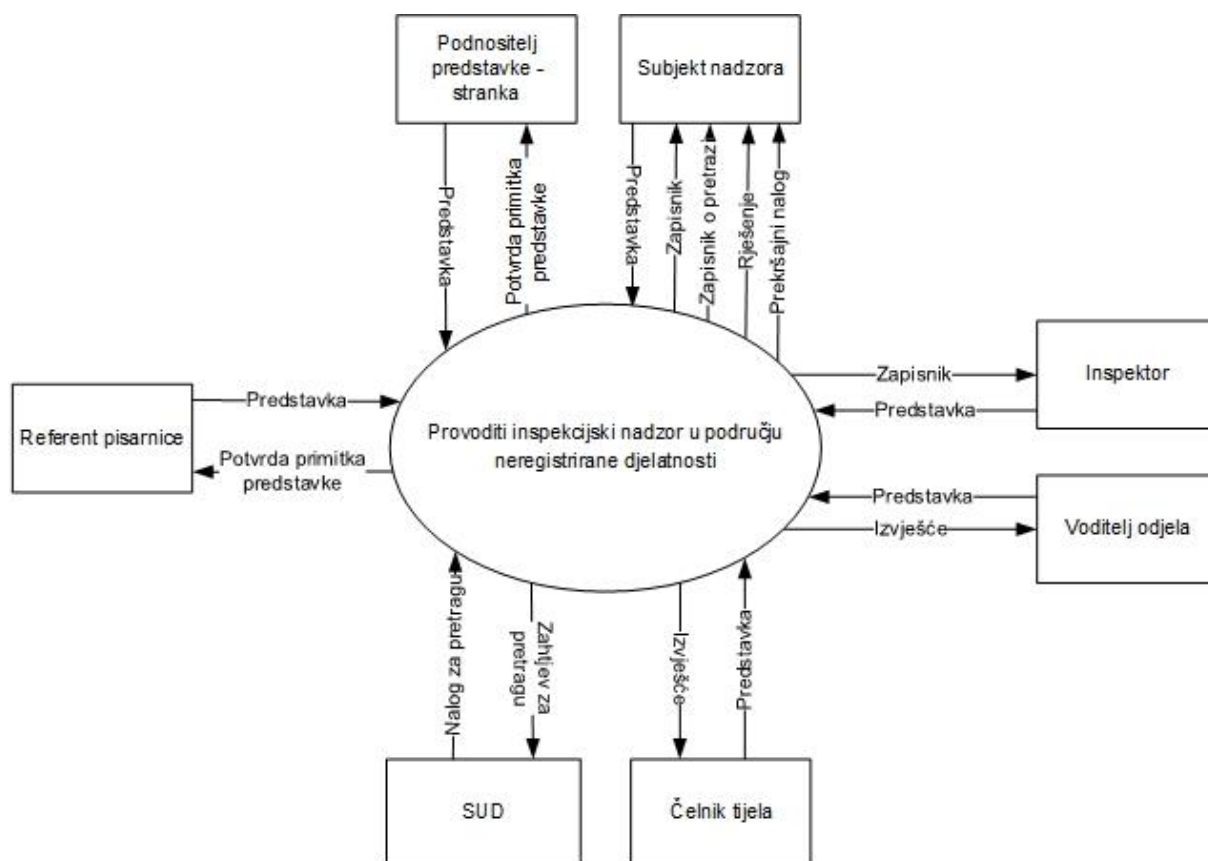 Podnositelj
predstavke -
stranka
Subjekt nadzora
Predstavka
Potvrda primitka
predstavke
Predstavka
Zapisnik
Zapisnik o pretrazi
Rješenje
Prekršajni nalog
Referent pisarnice
Predstavka
Potvrda primitka
predstavke
Provoditi inspekcijski nadzor u području
neregistrirane djelatnosti
Zapisnik
Predstavka
Inspektor
Predstavka
Izvješće
Voditelj odjela
Nalog za pretragu
Zahtjev za
pretragu
Izvješće
Predstavka
SUD
Čelnik tijela